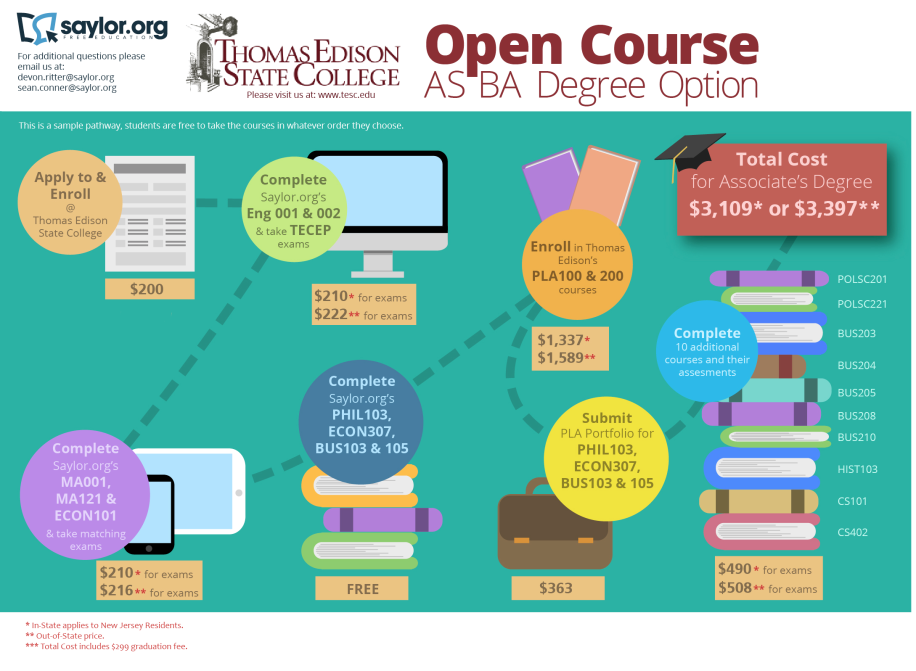 saylor.org
FREE EDUCATION
For additional questions please
email us at:
devon.ritter@saylor.org
sean.conner@saylor.org
THOMAS EDISON
STATE COLLEGE
Please visit us at: www.tesc.edu
Open Course
AS BA Degree Option
This is a sample pathway, students are free to take the courses in whatever order they choose.
Apply to &
Enroll
@
Thomas Edison
State College
$200
Complete
Saylor.org's
Eng 001 & 002
& take TECEP
exams
$210* for exams
$222** for exams
Complete
Saylor.org's
MA001,
MA121 &
ECON101
& take matching
exams
$210* for exams
$216** for exams
Complete
Saylor.org's
PHIL103,
ECON307,
BUS103 & 105
FREE
Enroll in Thomas
Edison's
PLA100 & 200
courses
$1,337*
$1,589**
Submit
PLA Portfolio for
PHIL103,
ECON307,
BUS103 & 105
$363
Complete
10 additional
courses and their
assesments
POLSC201
POLSC221
BUS203
BUS204
BUS205
BUS208
BUS210
HIST103
CS101
CS402
$490* for exams
$508** for exams
Total Cost
for Associate's Degree
$3,109* or $3,397**
* In-State applies to New Jersey Residents.
** Out-of-State price.
*** Total Cost includes $299 graduation fee.